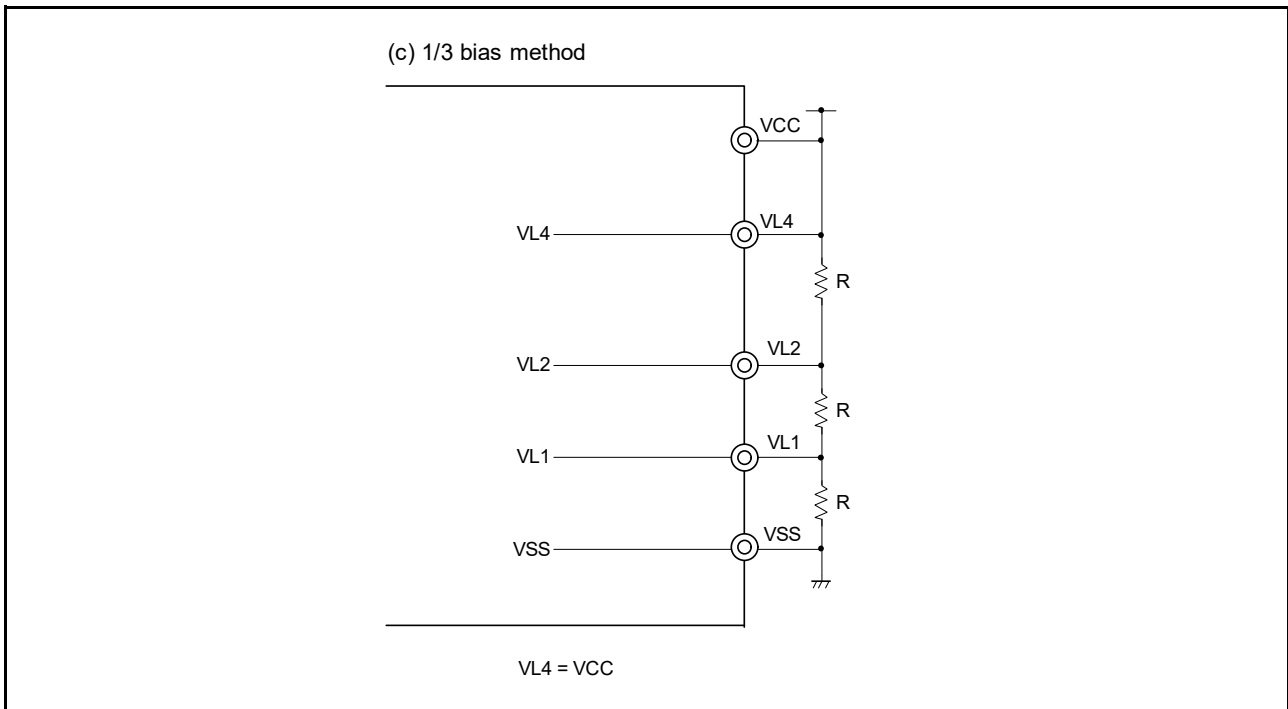 (c) 1/3 bias method
VCC
VL4 VL4
R
VL2 VL2
R
VL1 VL1
R
VSS VSS
VL4 = VCC